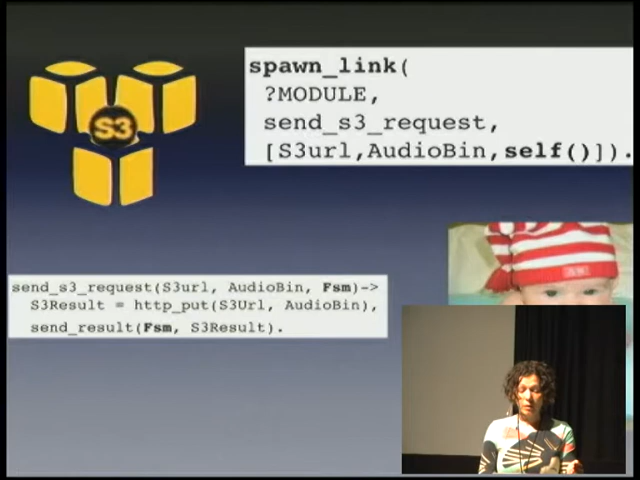 S3
spawn_link(
?MODULE,
send_s3_request,
[S3url,AudioBin,self()]).
send_s3_request(S3url, AudioBin, Fsm)->
S3Result = http_put(S3Url, AudioBin),
send_result(Fsm, S3Result).